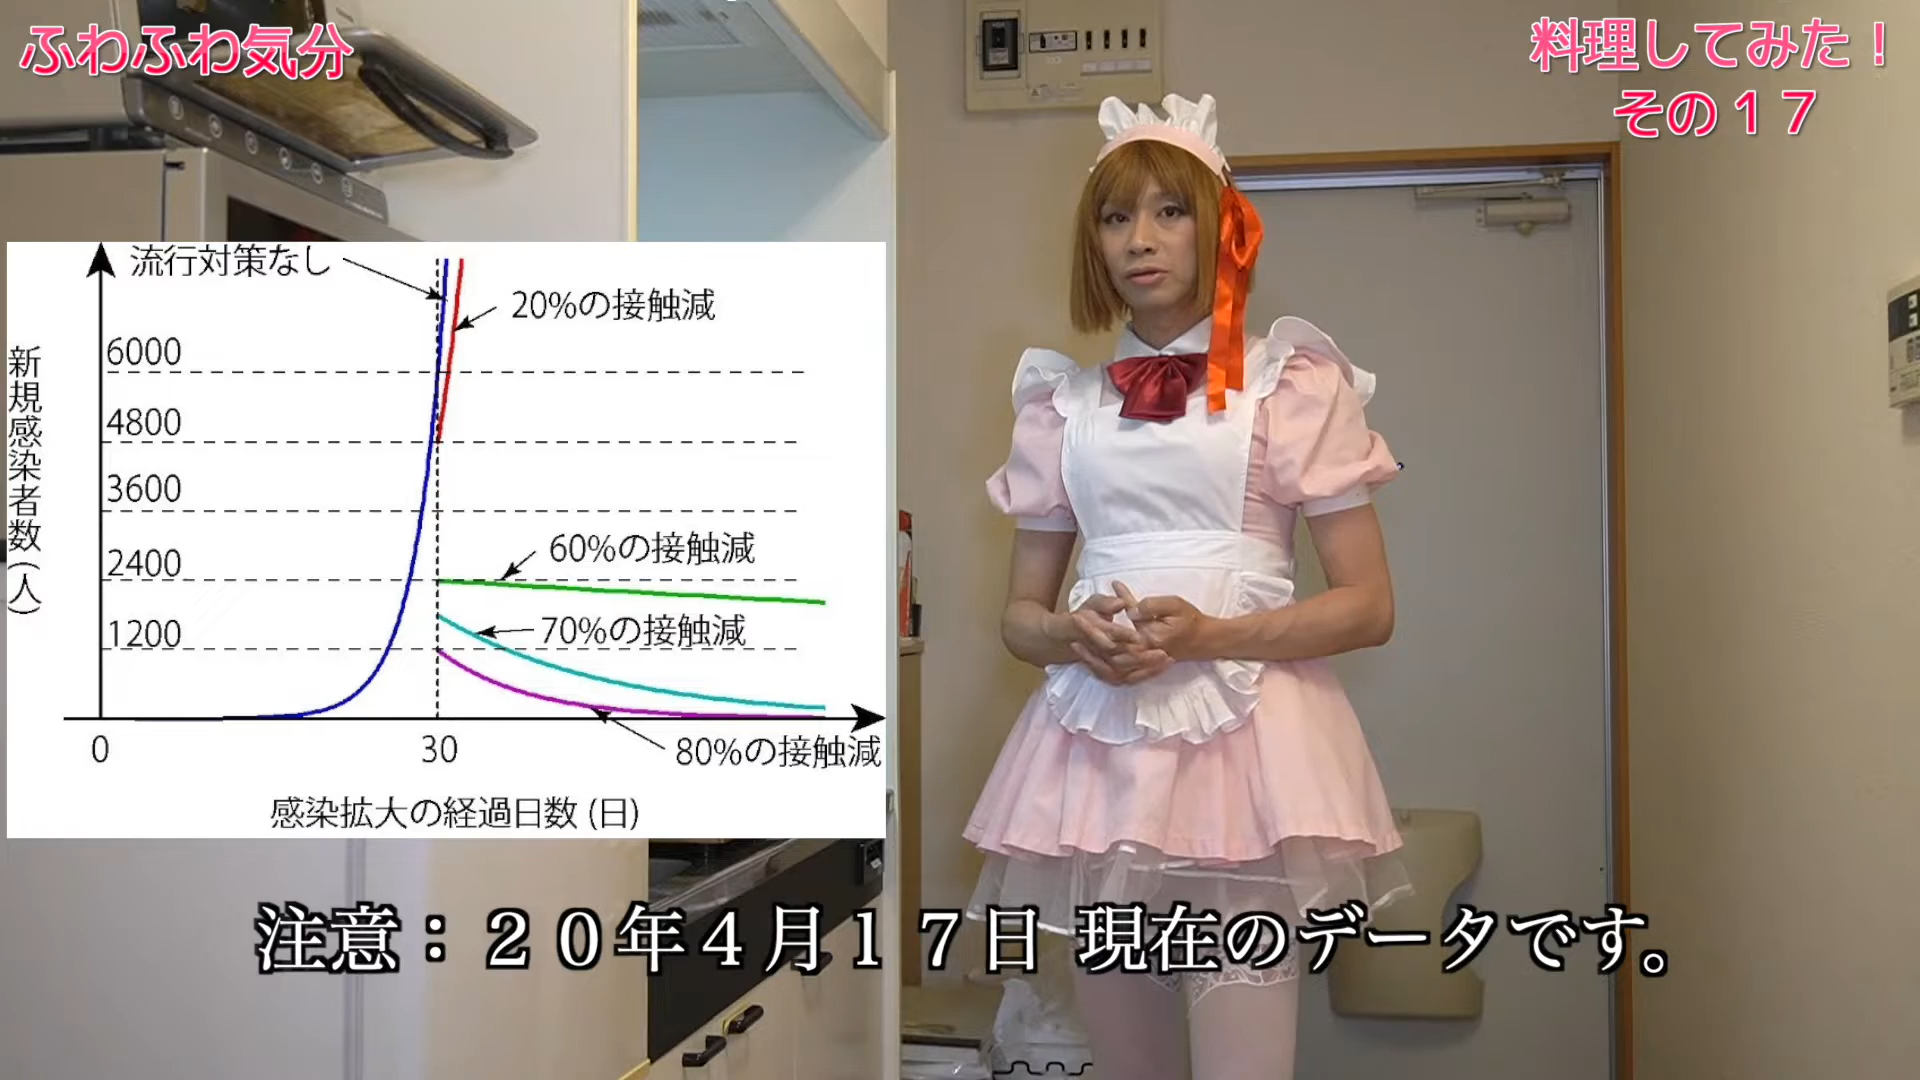 ふわふわ気分
料理してみた！
その１７
流行対策なし
20%の接触減
6000
4800
3600
2400
1200
新規感染者数(人)
60%の接触減
70%の接触減
80%の接触減
0
30
感染拡大の経過日数 (日)
注意：２０年４月１７日 現在のデータです。